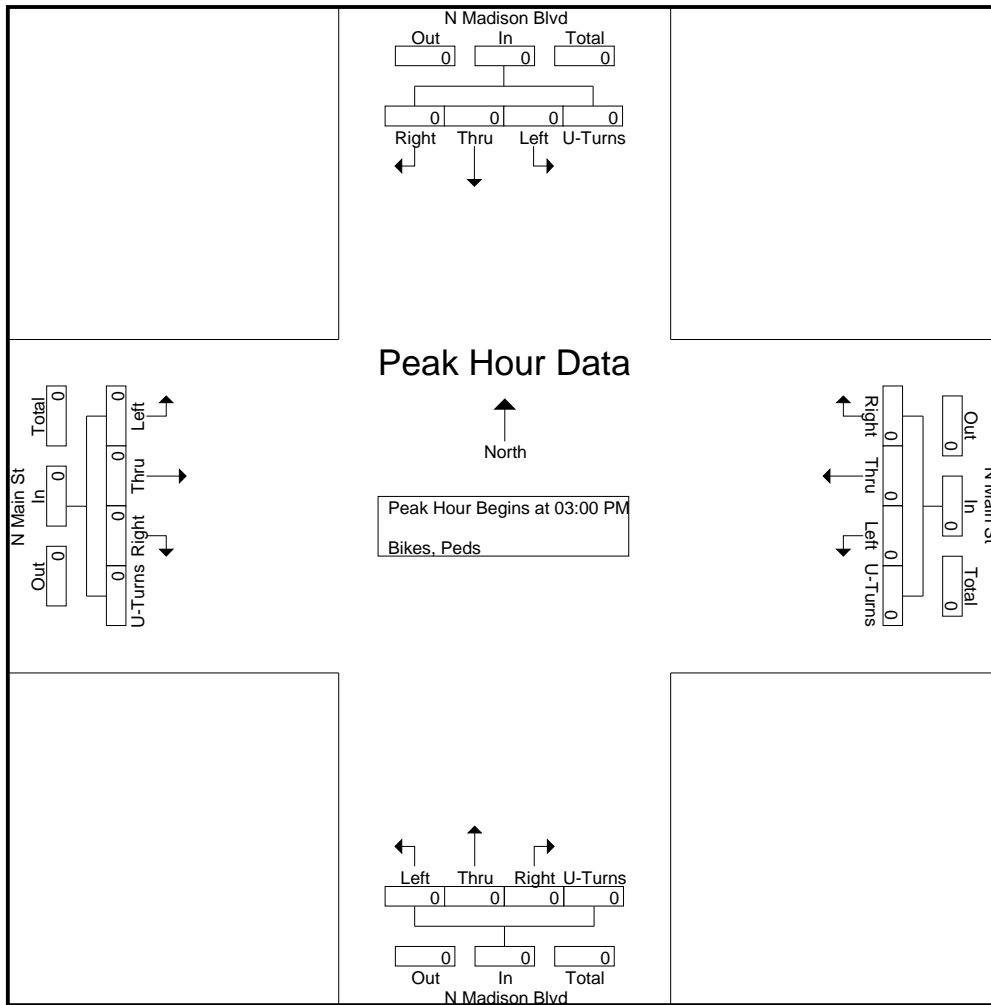 N Madison Blvd
Out In Total
0 0 0
0 0 0 0
Right Thru Left U-Turns
Peak Hour Data
North
Peak Hour Begins at 03:00 PM
Bikes, Peds
N Main St
Total In Out
0 0 0
0 0 0 0
Left Thru Right U-Turns
Right Thru Left U-Turns
0 0 0 0
Out In Total
0 0 0
N Main St
Left Thru Right U-Turns
0 0 0 0
0 0 0
Out In Total
N Madison Blvd